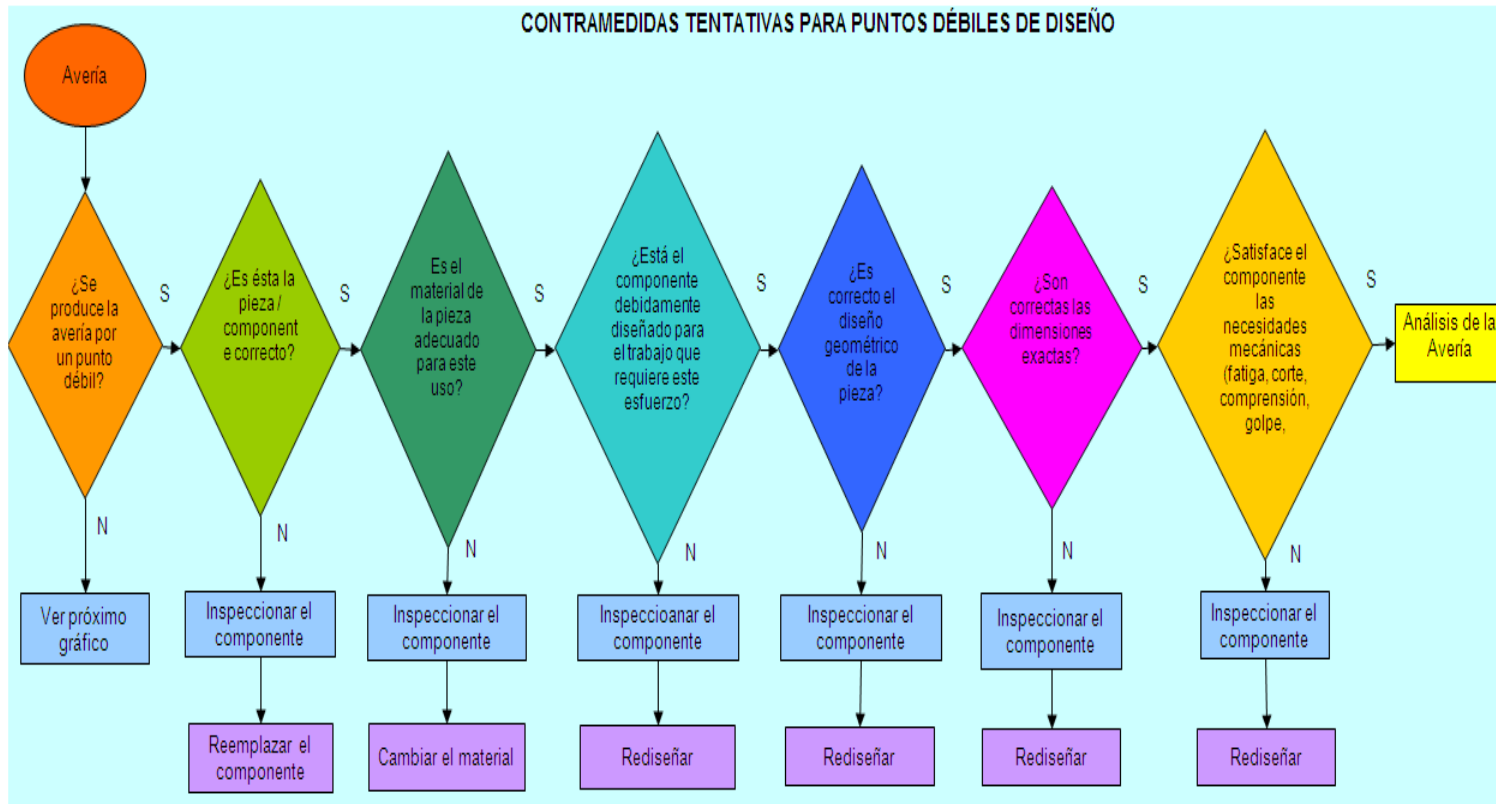 CONTRAMEDIDAS TENTATIVAS PARA PUNTOS DÉBILES DE DISEÑO
Avería
¿Se
produce la
avería por
un punto
débil?
S
N
Ver próximo
gráfico
¿Es ésta la
pieza /
component
e correcto?
S
N
Inspeccionar el
componente
Reemplazar el
componente
Es el
material de
la pieza
adecuado
para este
uso?
S
N
Inspeccionar el
componente
Cambiar el material
¿Está el
componente
debidamente
diseñado para
el trabajo que
requiere este
esfuerzo?
S
N
Inspeccioanar el
componente
Rediseñar
¿Es
correcto el
diseño
geométrico
de la
pieza?
S
N
Inspeccionar el
componente
Rediseñar
¿Son
correctas las
dimensiones
exactas?
S
N
Inspeccionar el
componente
Rediseñar
¿Satisface el
componente
las
necesidades
mecánicas
(fatiga, corte,
comprensión,
golpe,
S
N
Inspeccionar el
componente
Rediseñar
Análisis de la
Avería